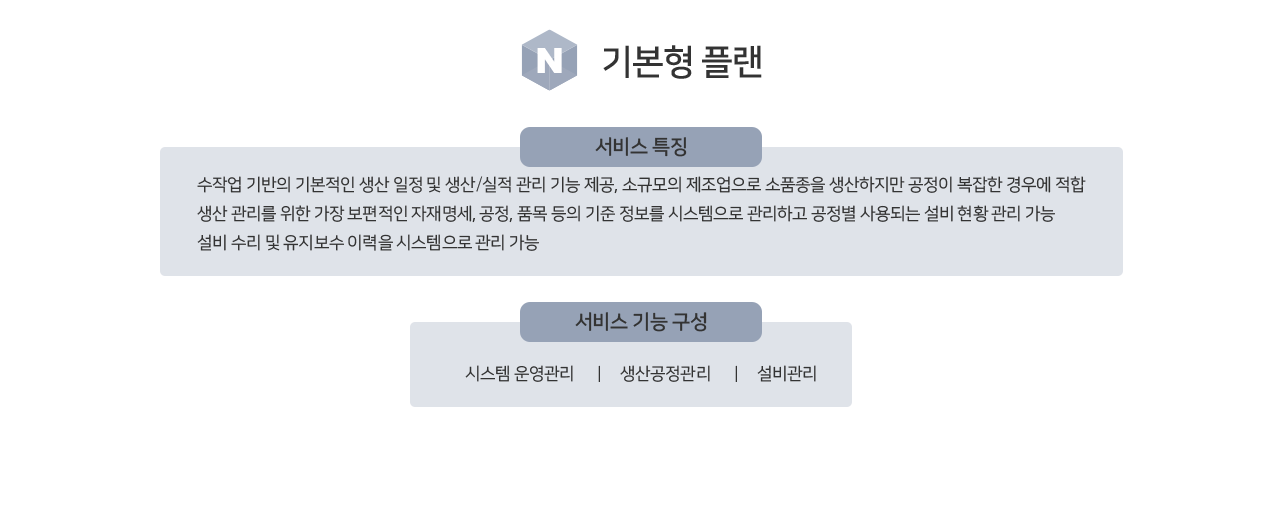 N 기본형 플랜
서비스 특징
수작업 기반의 기본적인 생산 일정 및 생산/실적 관리 기능 제공, 소규모의 제조업으로 소품종을 생산하지만 공정이 복잡한 경우에 적합
생산 관리를 위한 가장 보편적인 자재명세, 공정, 품목 등의 기준 정보를 시스템으로 관리하고 공정별 사용되는 설비 현황 관리 가능
설비 수리 및 유지보수 이력을 시스템으로 관리 가능
서비스 기능 구성
시스템 운영관리 | 생산공정관리 | 설비관리